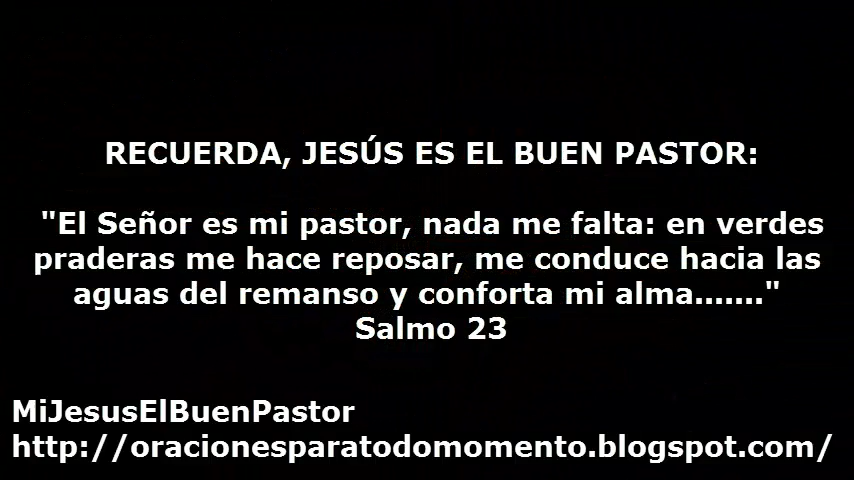 RECUERDA, JESÚS ES EL BUEN PASTOR:
"El Señor es mi pastor, nada me falta: en verdes
praderas me hace reposar, me conduce hacia las
aguas del remanso y conforta mi alma......."
Salmo 23
MiJesusElBuenPastor
http://oracionesparatodomomento.blogspot.com/